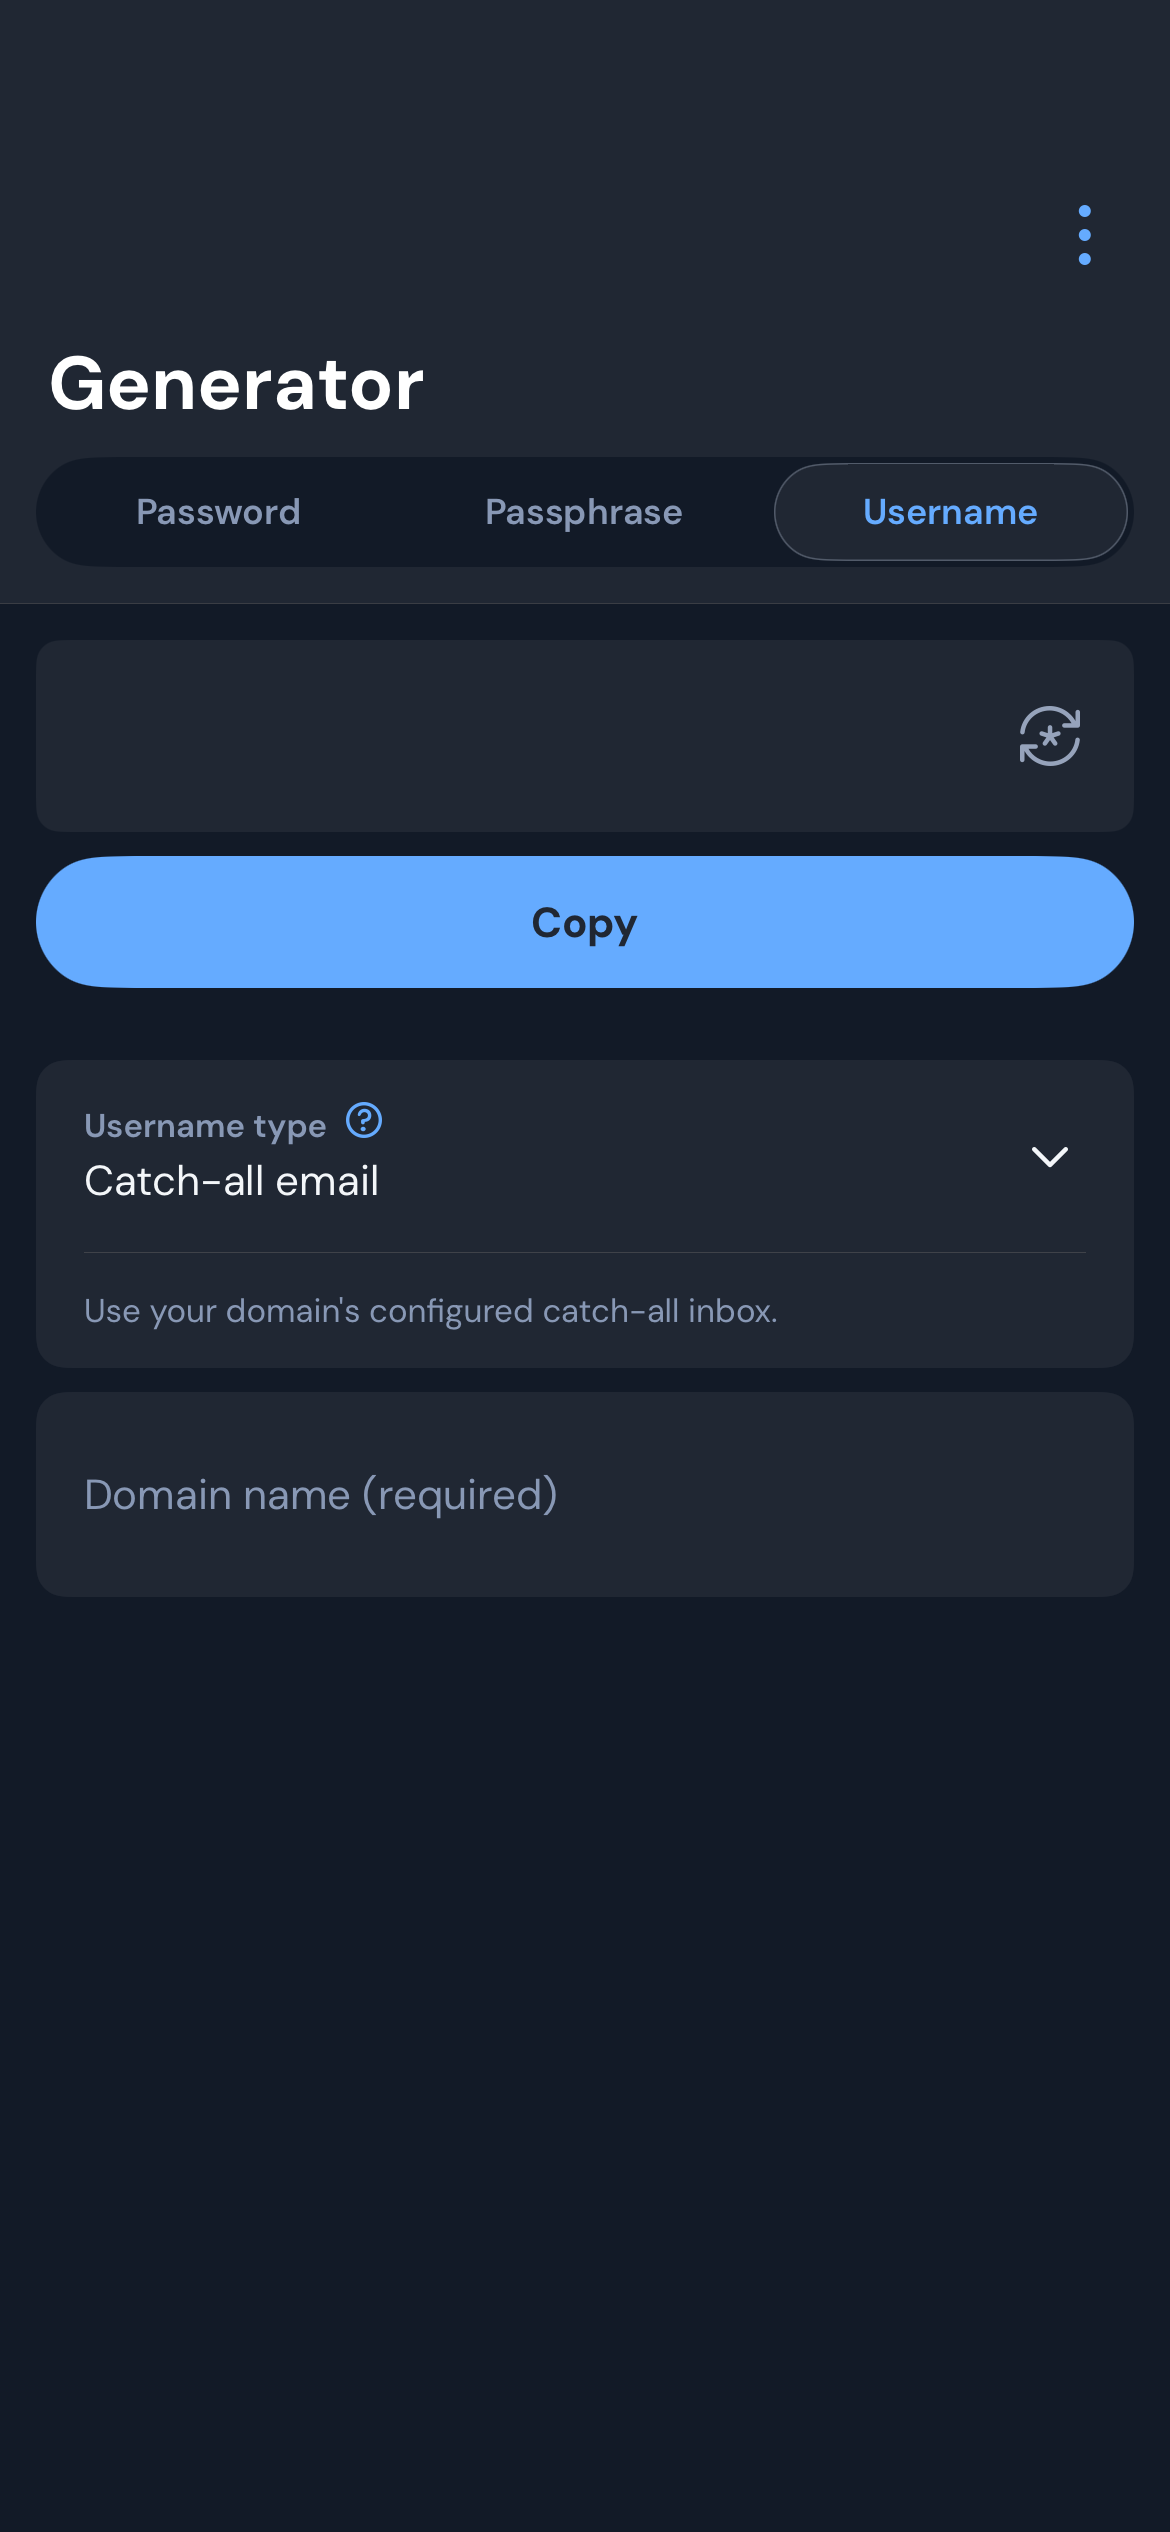 Generator
Password Passphrase Username
Copy
Username type
Catch-all email
Use your domain's configured catch-all inbox.
Domain name (required)